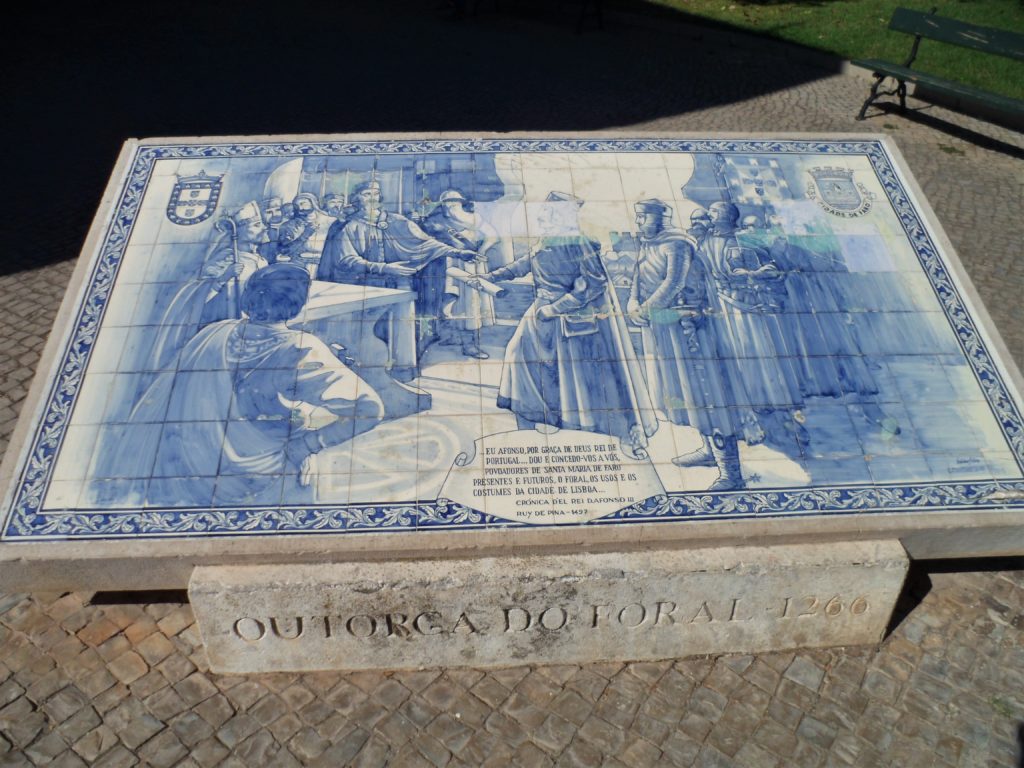 CIDADE DE FARO
...EU AFONSO, POR GRAÇA DE DEUS REI DE
PORTUGAL... DOU E CONCEDO-VOS A VÓS,
POVOADORES DE SANTA MARIA DE FARO
PRESENTES E FUTUROS, O FORAL, OS USOS E OS
COSTUMES DA CIDADE DE LISBOA...
CRÓNICA D'EL REI D.AFONSO III
RUY DE PINA - 1497
OUTORGA DO FORAL - 1266